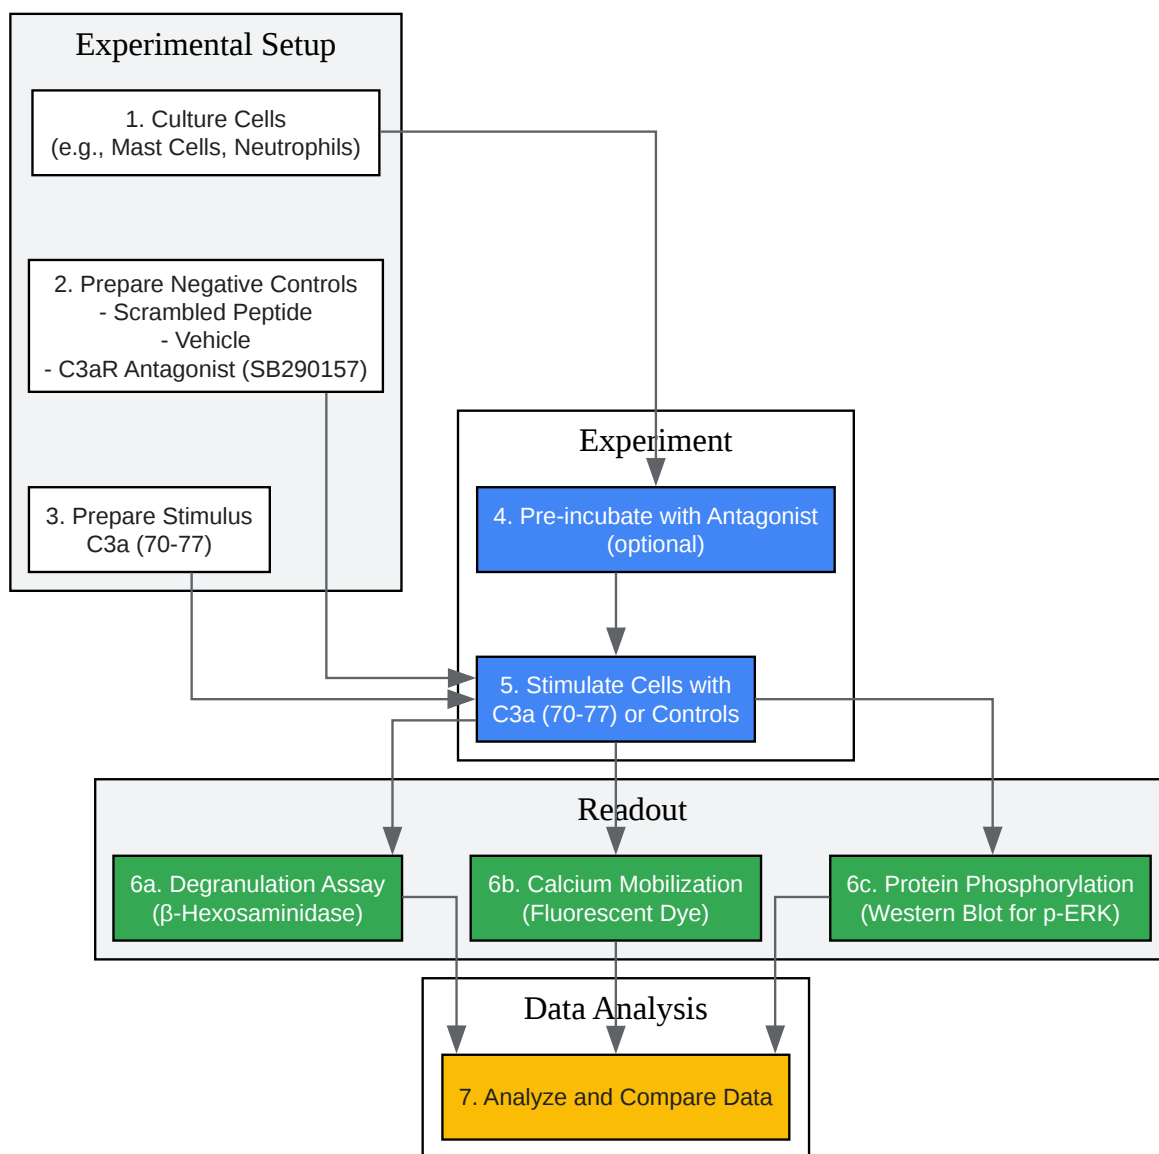 Experimental Setup
1. Culture Cells
(e.g., Mast Cells, Neutrophils)
2. Prepare Negative Controls
- Scrambled Peptide
- Vehicle
- C3aR Antagonist (SB290157)
3. Prepare Stimulus
C3a (70-77)
Experiment
4. Pre-incubate with Antagonist
(optional)
5. Stimulate Cells with
C3a (70-77) or Controls
Readout
6a. Degranulation Assay
(β-Hexosaminidase)
6b. Calcium Mobilization
(Fluorescent Dye)
6c. Protein Phosphorylation
(Western Blot for p-ERK)
Data Analysis
7. Analyze and Compare Data